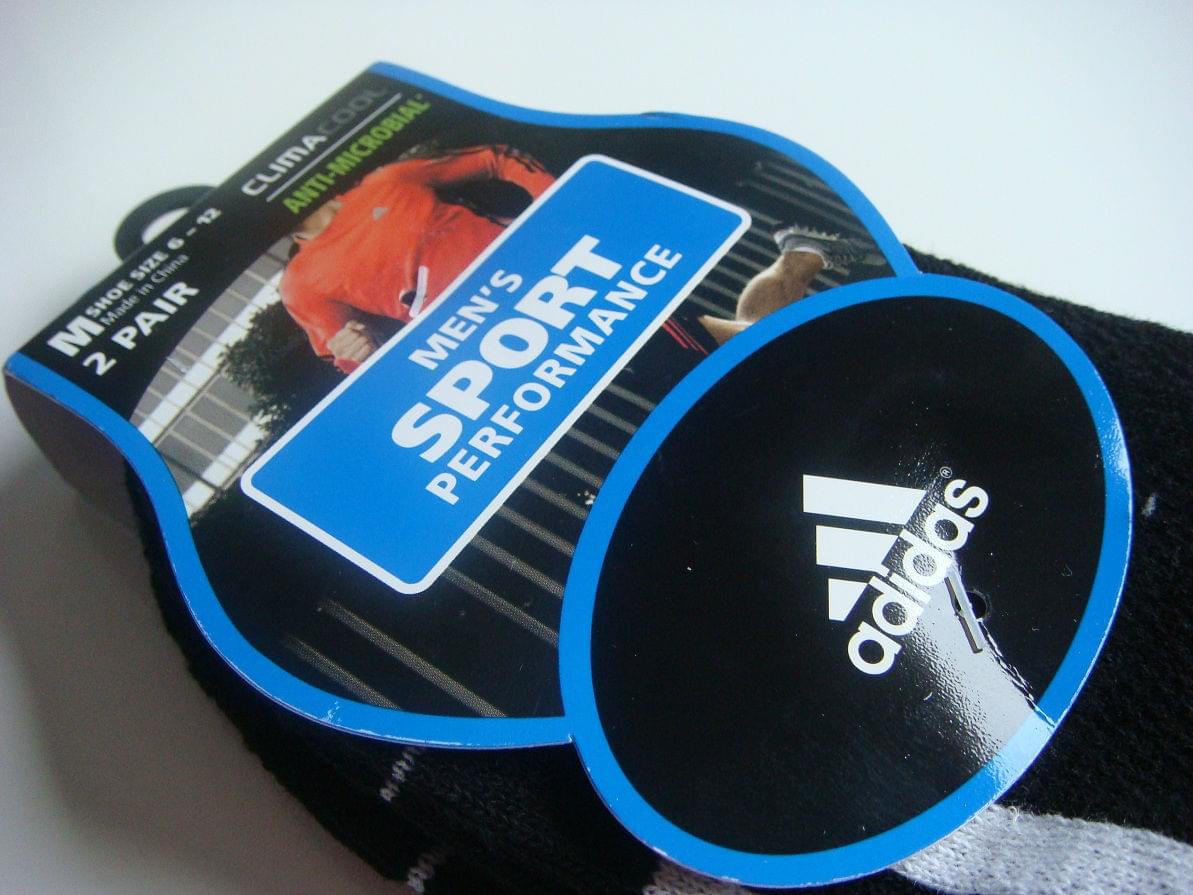 M SHOE SIZE 6 - 12
Made in China
2 PAIR
CLIMACOOL
ANTI-MICROBIAL*
MEN'S
SPORT
PERFORMANCE
adidas®